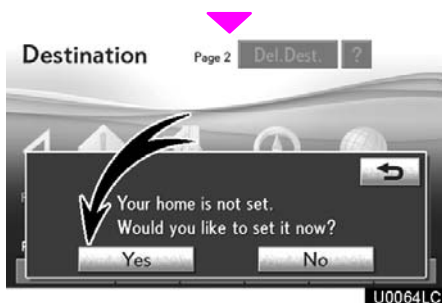 Destination Page 2 Del.Dest. ?
Your home is not set.
Would you like to set it now?
Yes No
U0064LC